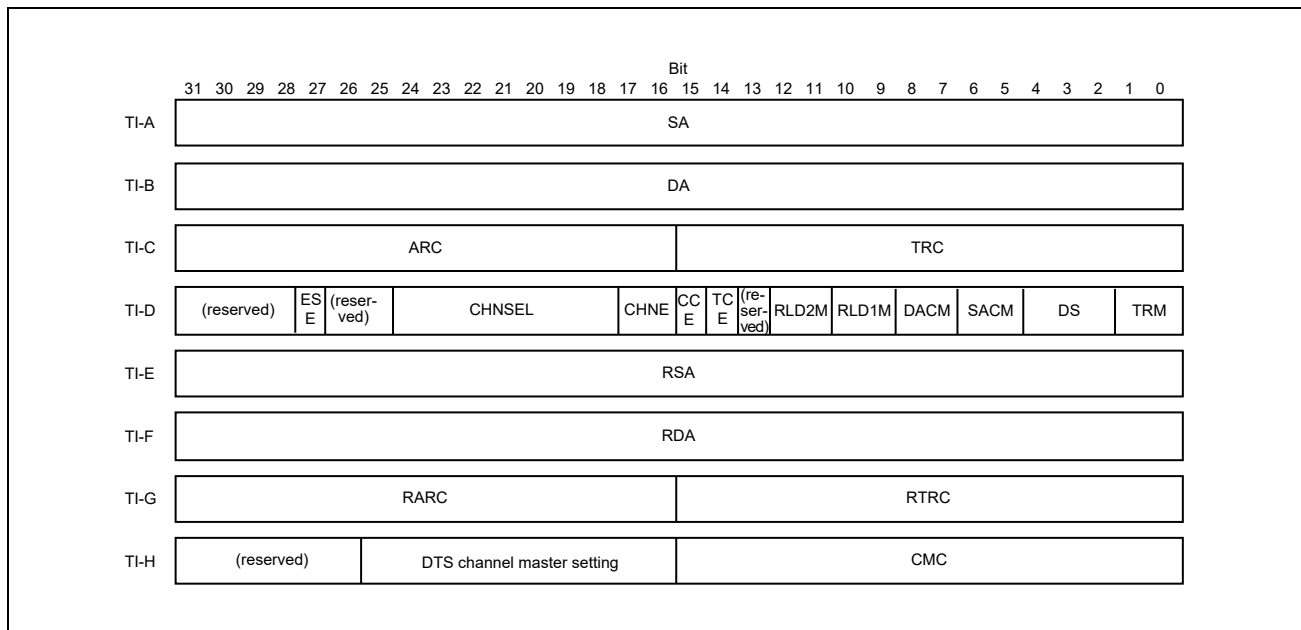 Bit
31 30 29 28 27 26 25 24 23 22 21 20 19 18 17 16 15 14 13 12 11 10 9 8 7 6 5 4 3 2 1 0
TI-A SA
TI-B DA
TI-C ARC TRC
TI-D (reserved) ES E (reser- ved) CHNSEL CHNE CC E TC E (re- ser- ved) RLD2M RLD1M DACM SACM DS TRM
TI-E RSA
TI-F RDA
TI-G RARC RTRC
TI-H (reserved) DTS channel master setting CMC